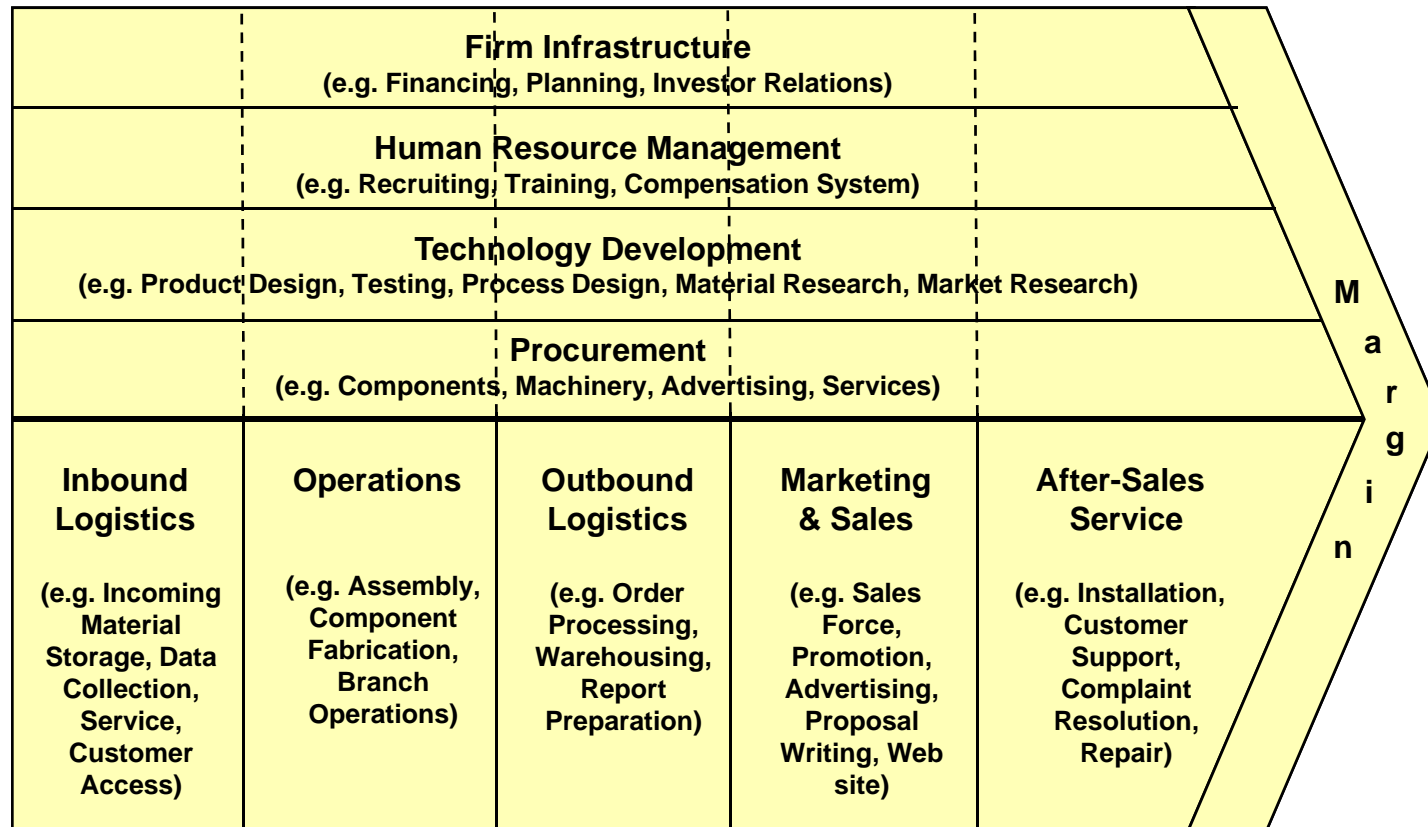 Firm Infrastructure
(e.g. Financing, Planning, Investor Relations)
Human Resource Management
(e.g. Recruiting, Training, Compensation System)
Technology Development
(e.g. Product Design, Testing, Process Design, Material Research, Market Research)
Procurement
(e.g. Components, Machinery, Advertising, Services)
Inbound
Logistics
(e.g. Incoming
Material
Storage, Data
Collection,
Service,
Customer
Access)
Operations
(e.g. Assembly,
Component
Fabrication,
Branch
Operations)
Outbound
Logistics
(e.g. Order
Processing,
Warehousing,
Report
Preparation)
Marketing
& Sales
(e.g. Sales
Force,
Promotion,
Advertising,
Proposal
Writing, Web
site)
After-Sales
Service
(e.g. Installation,
Customer
Support,
Complaint
Resolution,
Repair)
Margin